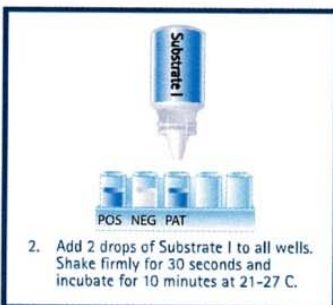 Substrate I
POS NEG PAT
2. Add 2 drops of Substrate I to all wells.
Shake firmly for 30 seconds and
incubate for 10 minutes at 21-27 C.